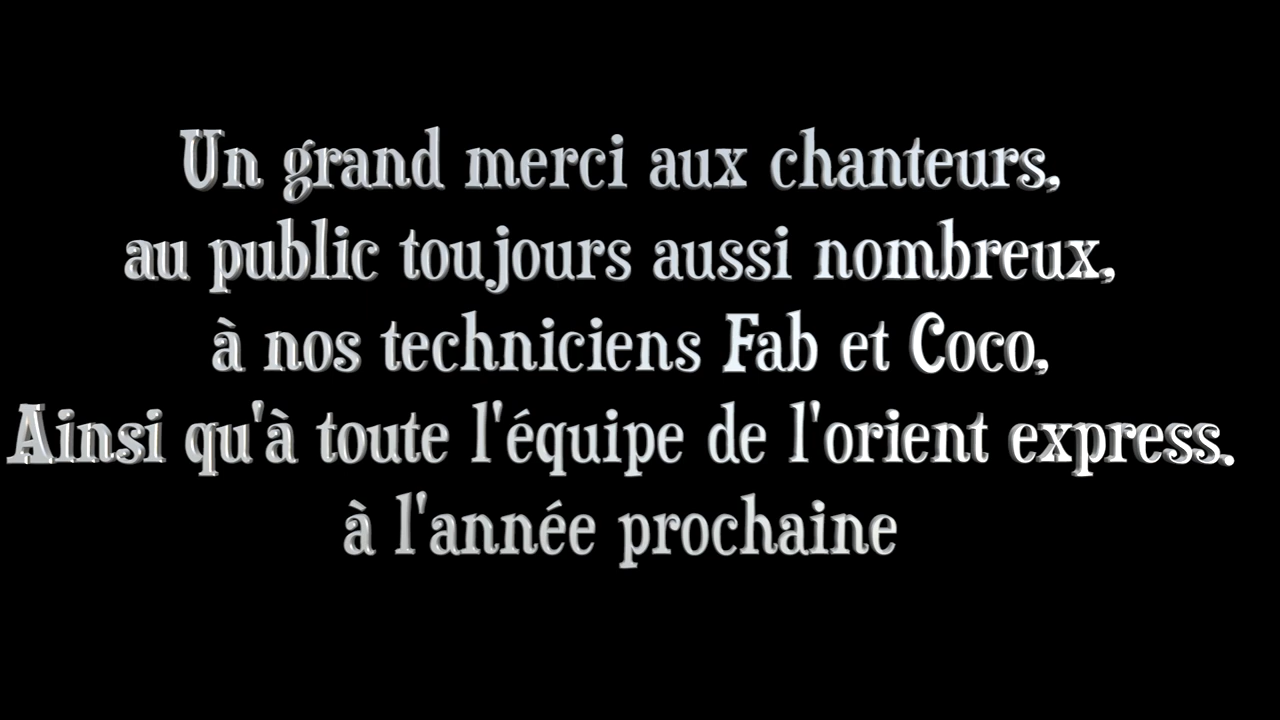 Un grand merci aux chanteurs,
au public toujours aussi nombreux,
à nos techniciens Fab et Coco,
Ainsi qu'à toute l'équipe de l'orient express.
à l'année prochaine